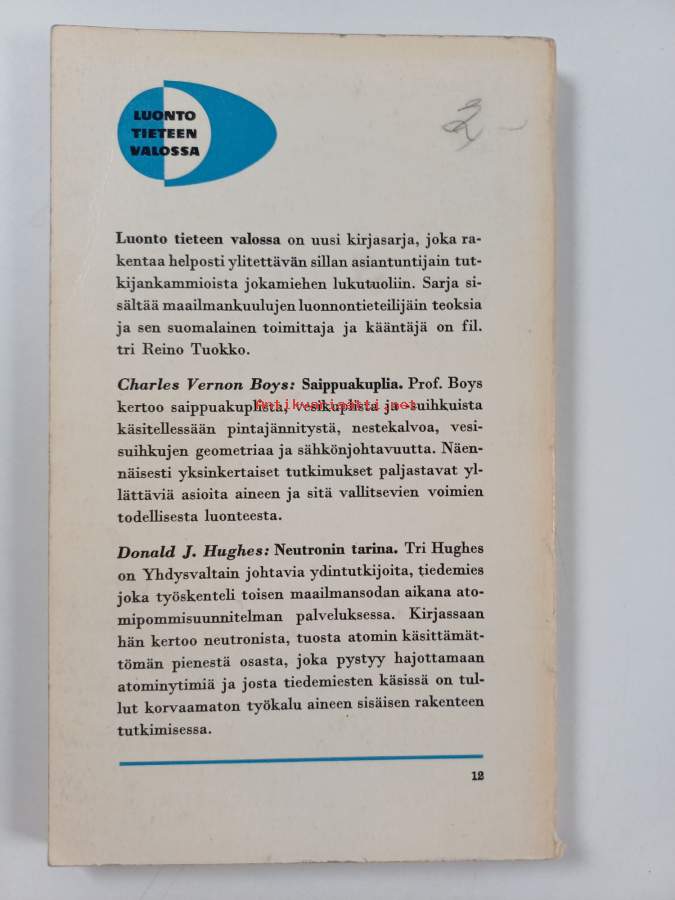 LUONTO
TIETEEN
VALOSSA
2-
Luonto tieteen valossa on uusi kirjasarja, joka ra-
kentaa helposti ylitettävän sillan asiantuntijain tut-
kijankammioista jokamiehen lukutuoliin. Sarja si-
sältää maailmankuulujen luonnontieteilijäin teoksia
ja sen suomalainen toimittaja ja kääntäjä on fil.
tri Reino Tuokko.
Charles Vernon Boys: Saippuakuplia. Prof. Boys
Antikvariaatti.net
kertoo saippuakuplista, vesikuplista ja -suihkuista
käsitellessään pintajännitystä, nestekalvoa, vesi-
suihkujen geometriaa ja sähkönjohtavuutta. Näen-
näisesti yksinkertaiset tutkimukset paljastavat yl-
lättäviä asioita aineen ja sitä vallitsevien voimien
todellisesta luonteesta.
Donald J. Hughes: Neutronin tarina. Tri Hughes
on Yhdysvaltain johtavia ydintutkijoita, tiedemies
joka työskenteli toisen maailmansodan aikana ato-
mipommisuunnitelman palveluksessa. Kirjassaan
hän kertoo neutronista, tuosta atomin käsittämät-
tömän pienestä osasta, joka pystyy hajottamaan
atominytimiä ja josta tiedemiesten käsissä on tul-
lut korvaamaton työkalu aineen sisäisen rakenteen
tutkimisessa.
12